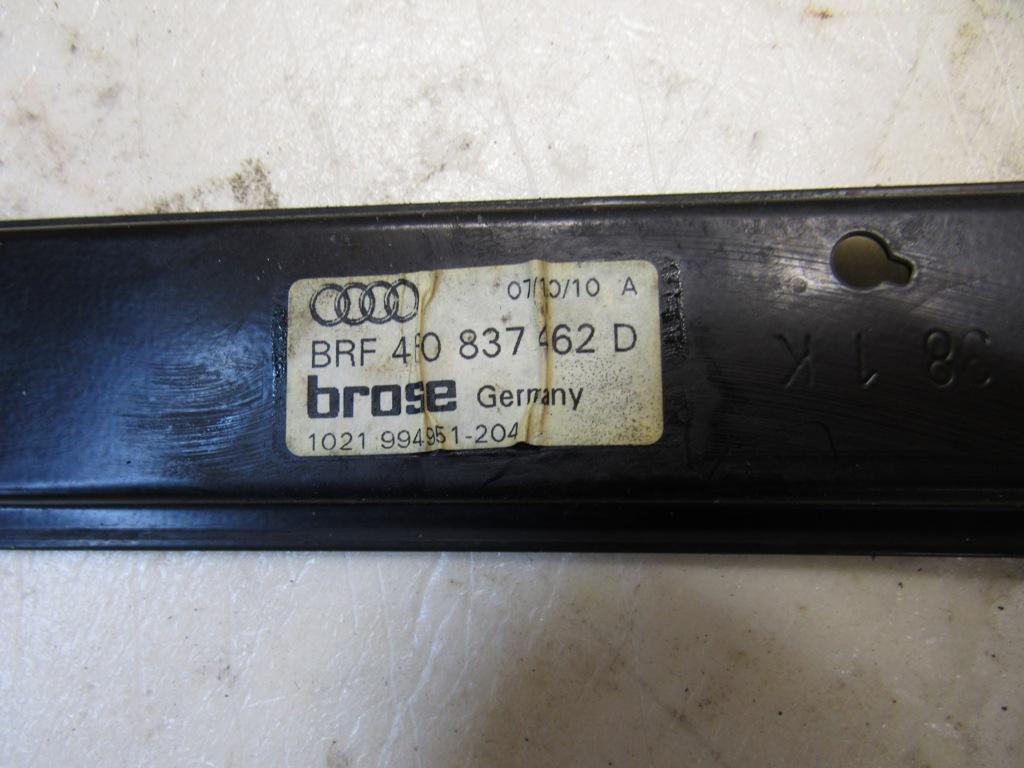 07/10/10 A
BRF 4F0 837 462 D
brose Germany
1021 994951-204
38 1 K